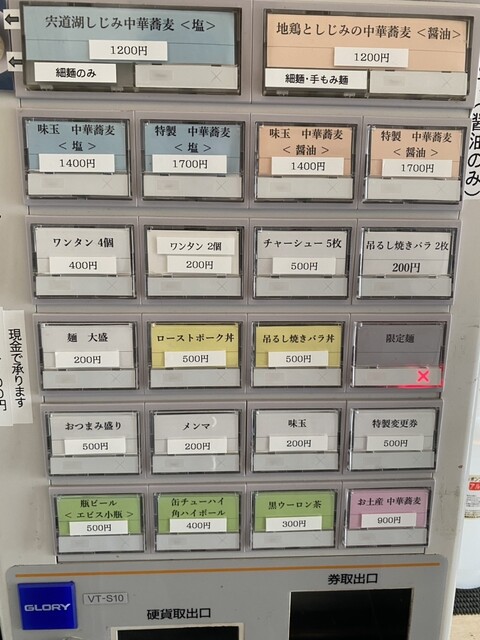 宍道湖しじみ中華蕎麦＜塩＞
1200円
細麺のみ
地鶏としじみの中華蕎麦＜醤油＞
1200円
細麺・手もみ麺
味玉　中華蕎麦
＜塩＞
1400円
特製　中華蕎麦
＜塩＞
1700円
味玉　中華蕎麦
＜醤油＞
1400円
特製　中華蕎麦
＜醤油＞
1700円
(醤油のみ)
ワンタン 4個
400円
ワンタン 2個
200円
チャーシュー 5枚
500円
吊るし焼きバラ 2枚
200円
麺　大盛
200円
ローストポーク丼
500円
吊るし焼きバラ丼
500円
限定麺
現金で承ります
おつまみ盛り
500円
メンマ
200円
味玉
200円
特製変更券
500円
瓶ビール
＜エビス小瓶＞
500円
缶チューハイ
角ハイボール
400円
黒ウーロン茶
300円
お土産 中華蕎麦
900円
GLORY
VT-S10
硬貨取出口
券取出口